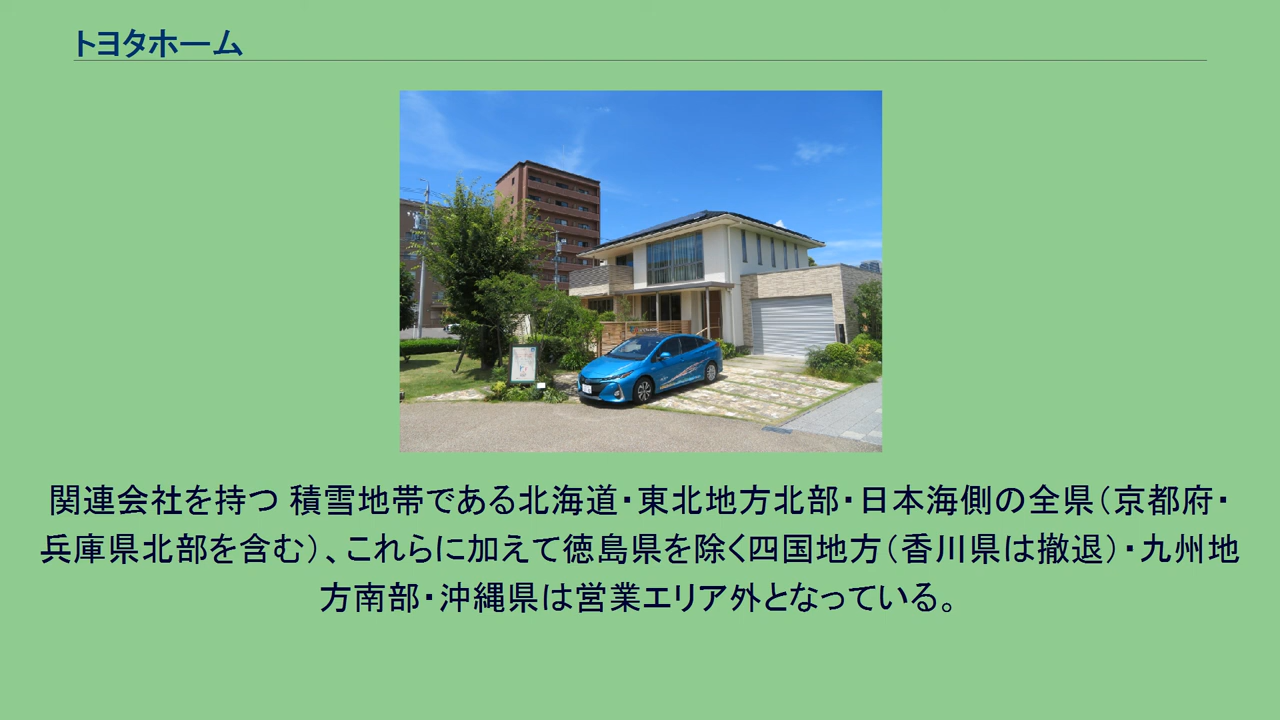 トヨタホーム
関連会社を持つ 積雪地帯である北海道・東北地方北部・日本海側の全県（京都府・
兵庫県北部を含む）、これらに加えて徳島県を除く四国地方（香川県は撤退）・九州地
方南部・沖縄県は営業エリア外となっている。